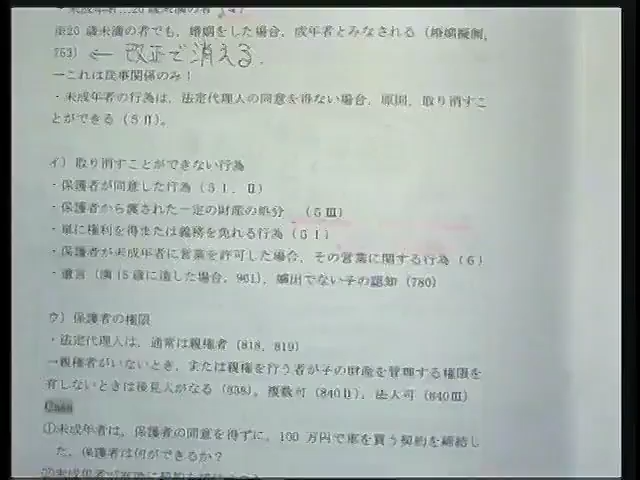 ・未成年者…20歳未満の者
※20歳未満の者でも、婚姻をした場合、成年者とみなされる（婚姻擬制、
753）← 改正で消える.
→これは民事関係のみ！
・未成年者の行為は、法定代理人の同意を得ない場合、原則、取り消すこ
とができる（5Ⅱ）。
イ）取り消すことができない行為
・保護者が同意した行為（5Ⅰ、Ⅱ）
・保護者から許された一定の財産の処分 （5Ⅲ）
・単に権利を得または義務を免れる行為（5Ⅰ）
・保護者が未成年者に営業を許可した場合、その営業に関する行為（6）
・遺言（満15歳に達した場合、961）、嫡出でない子の認知（780）
ウ）保護者の権限
・法定代理人は、通常は親権者（818、819）
→親権者がいないとき、または親権を行う者が子の財産を管理する権限を
有しないときは後見人がなる（838）。複数可（840Ⅱ）、法人可（840Ⅲ）
Case
①未成年者は、保護者の同意を得ずに、100万円で車を買う契約を締結し
た。保護者は何ができるか？